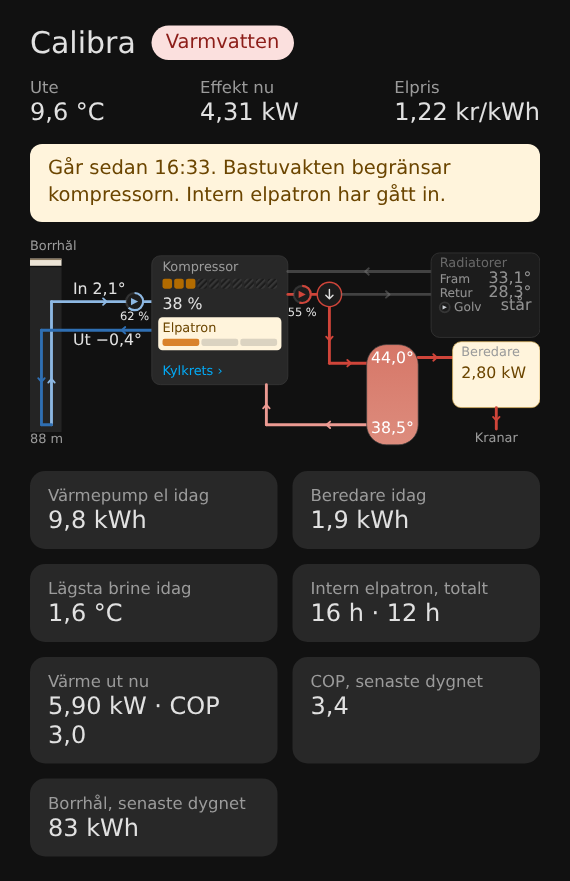 Calibra
Varmvatten
Ute
9,6 °C
Effekt nu
4,31 kW
Elpris
1,22 kr/kWh
Går sedan 16:33. Bastuvakten begränsar
kompressorn. Intern elpatron har gått in.
Borrhål
In 2,1°
62 %
Ut −0,4°
88 m
Kompressor
38 %
Elpatron
Kylkrets ›
55 %
Radiatorer
Fram 33,1°
Retur 28,3°
Golv står
44,0°
38,5°
Beredare
2,80 kW
Kranar
Värmepump el idag
9,8 kWh
Beredare idag
1,9 kWh
Lägsta brine idag
1,6 °C
Intern elpatron, totalt
16 h · 12 h
Värme ut nu
5,90 kW · COP
3,0
COP, senaste dygnet
3,4
Borrhål, senaste dygnet
83 kWh